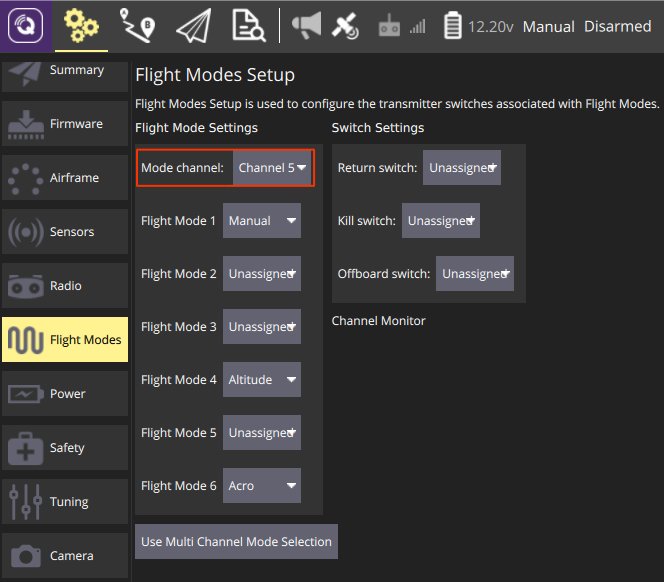 12.20v Manual Disarmed
Summary
Firmware
Airframe
Sensors
Radio
Flight Modes
Power
Safety
Tuning
Camera
Flight Modes Setup
Flight Modes Setup is used to configure the transmitter switches associated with Flight Modes.
Flight Mode Settings
Mode channel: Channel 5
Flight Mode 1 Manual
Flight Mode 2 Unassigned
Flight Mode 3 Unassigned
Flight Mode 4 Altitude
Flight Mode 5 Unassigned
Flight Mode 6 Acro
Use Multi Channel Mode Selection
Switch Settings
Return switch: Unassigned
Kill switch: Unassigned
Offboard switch: Unassigned
Channel Monitor